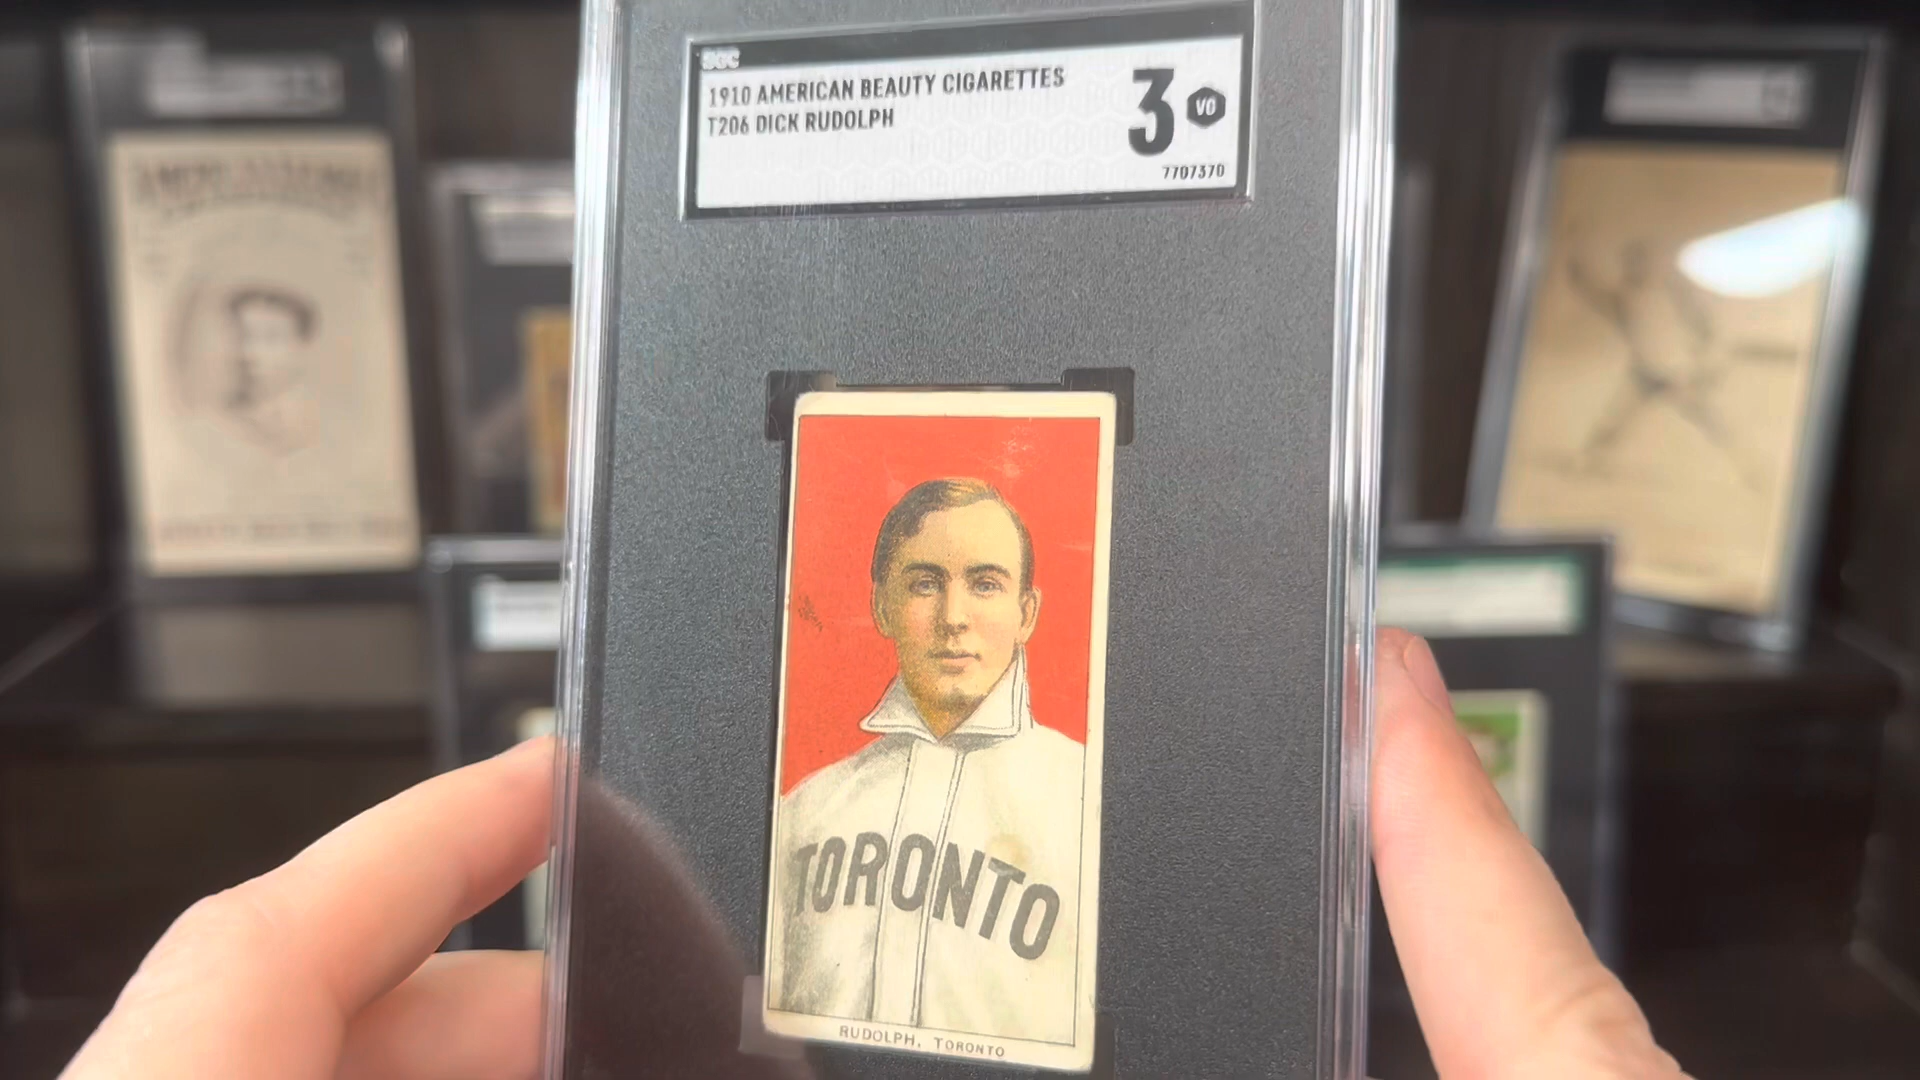 SGC
1910 AMERICAN BEAUTY CIGARETTES
T206 DICK RUDOLPH
3 VG
7707370
TORONTO
RUDOLPH, TORONTO